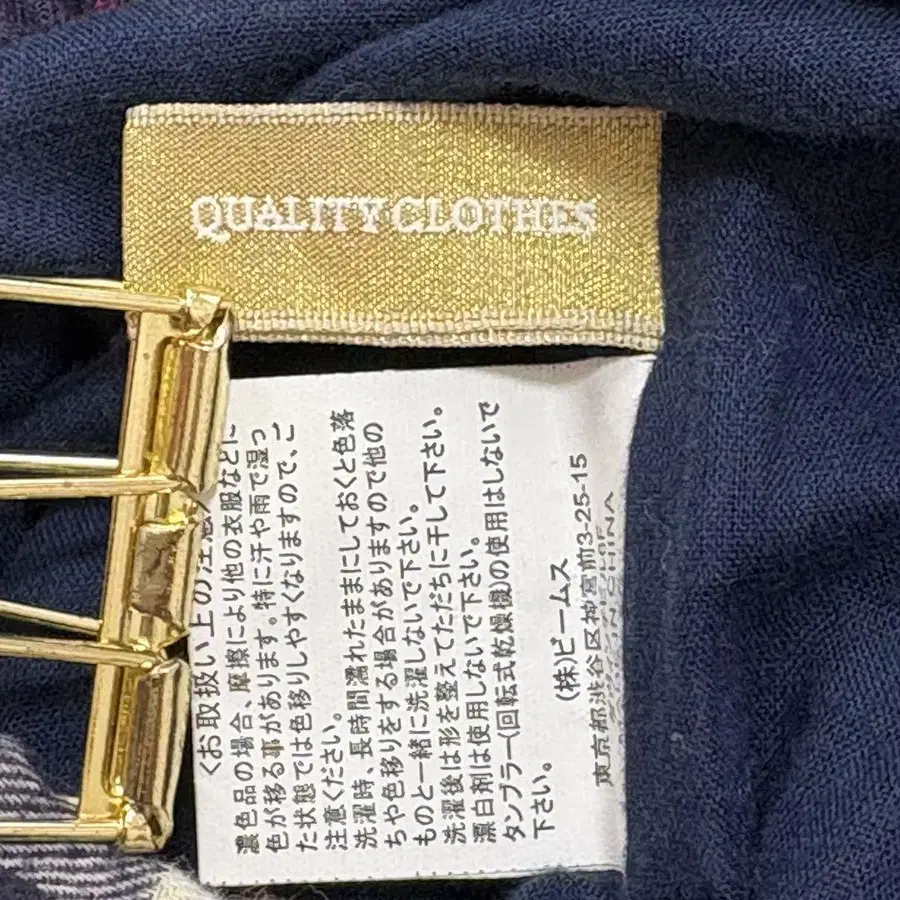 QUALITY CLOTHES
<お取扱い上の注意>
濃色品の場合、摩擦により他の衣服などに
色が移る事があります。特に汗や雨で湿っ
た状態では色移りしやすくなりますので、ご
注意ください。
洗濯時、長時間濡れたままにしておくと色落
ちや色移りをする場合がありますので他の
ものと一緒に洗濯しないで下さい。
洗濯後は形を整えてただちに干して下さい。
漂白剤は使用しないで下さい。
タンブラー(回転式乾燥機)の使用はしないで
下さい。
(株)ビームス
東京都渋谷区神宮前3-25-15